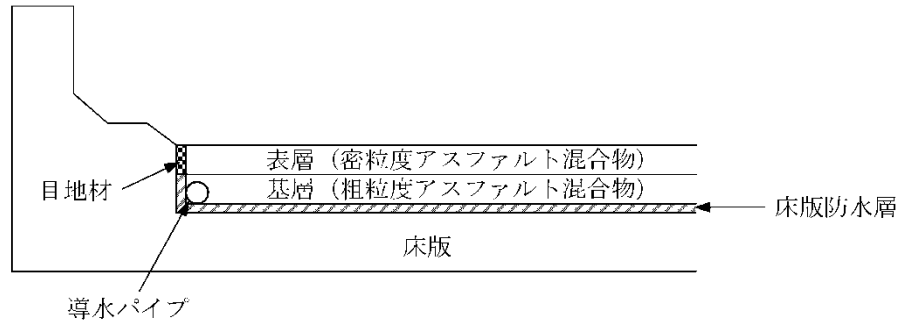 表層（密粒度アスファルト混合物）
基層（粗粒度アスファルト混合物）
目地材
床版防水層
床版
導水パイプ